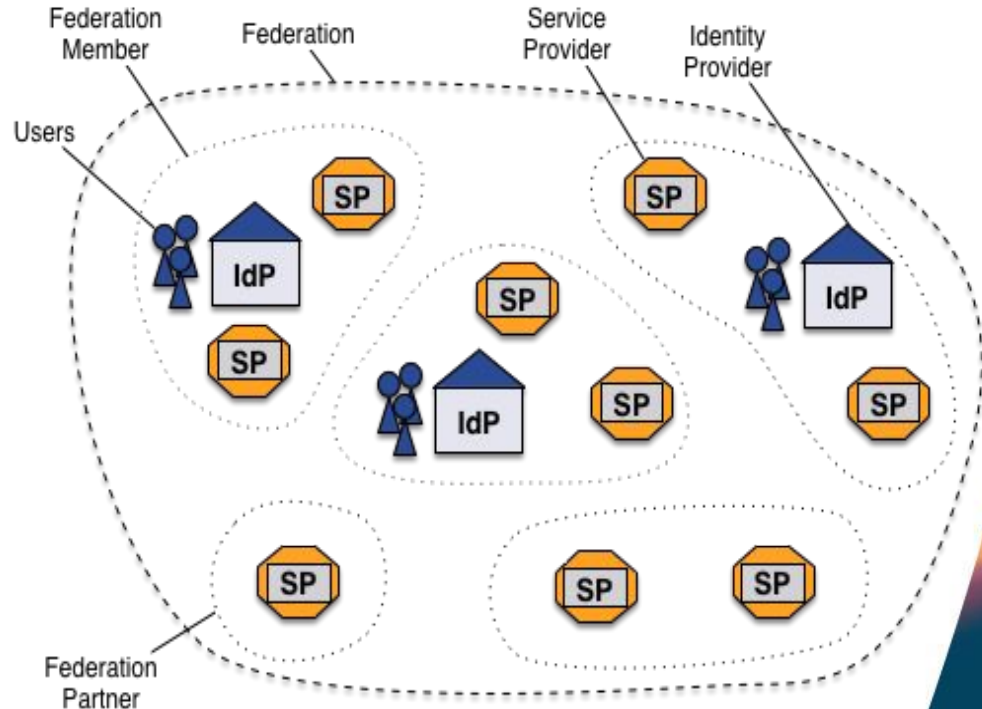 Federation
Member
Federation
Service
Provider
Identity
Provider
Users
SP
SP
IdP
IdP
SP
SP
IdP
SP
SP
SP
SP
SP
Federation
Partner